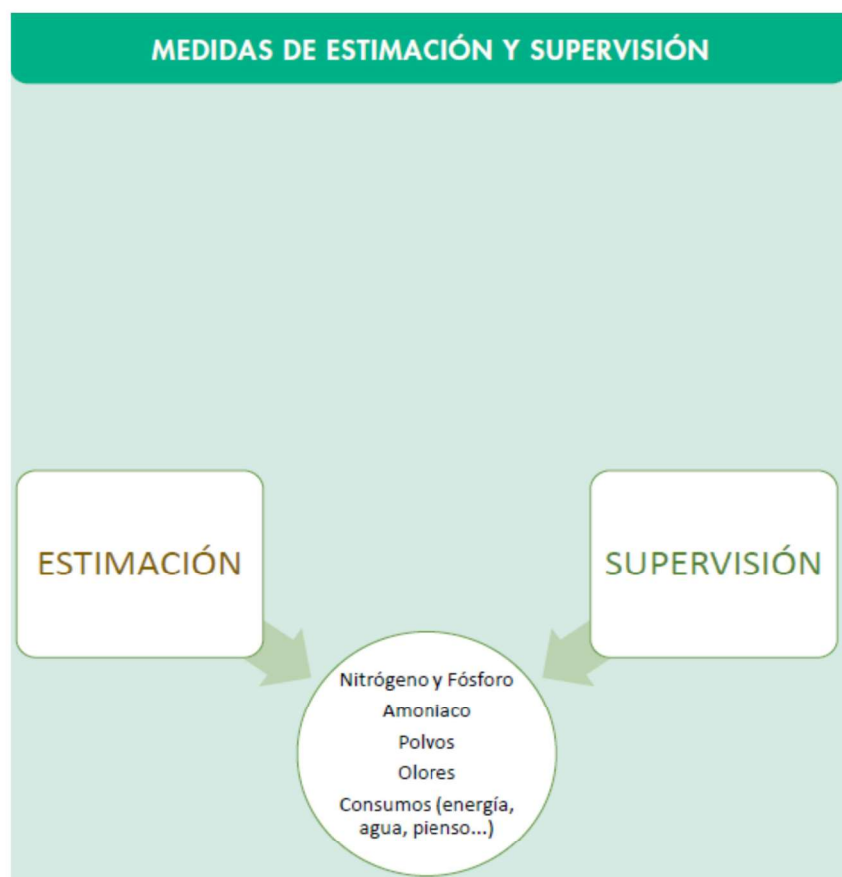 MEDIDAS DE ESTIMACIÓN Y SUPERVISIÓN
ESTIMACIÓN
SUPERVISIÓN
Nitrógeno y Fósforo
Amoniaco
Polvos
Olores
Consumos (energía,
agua, pienso...)